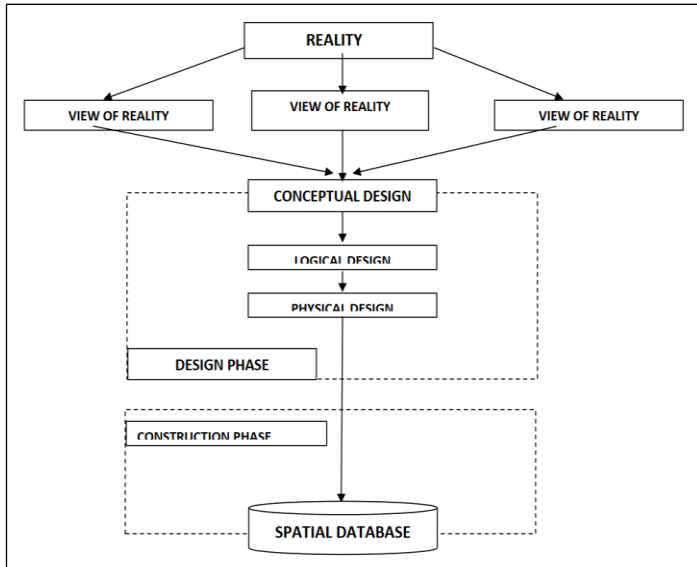 REALITY
VIEW OF REALITY
VIEW OF REALITY
VIEW OF REALITY
CONCEPTUAL DESIGN
LOGICAL DESIGN
PHYSICAL DESIGN
DESIGN PHASE
CONSTRUCTION PHASE
SPATIAL DATABASE